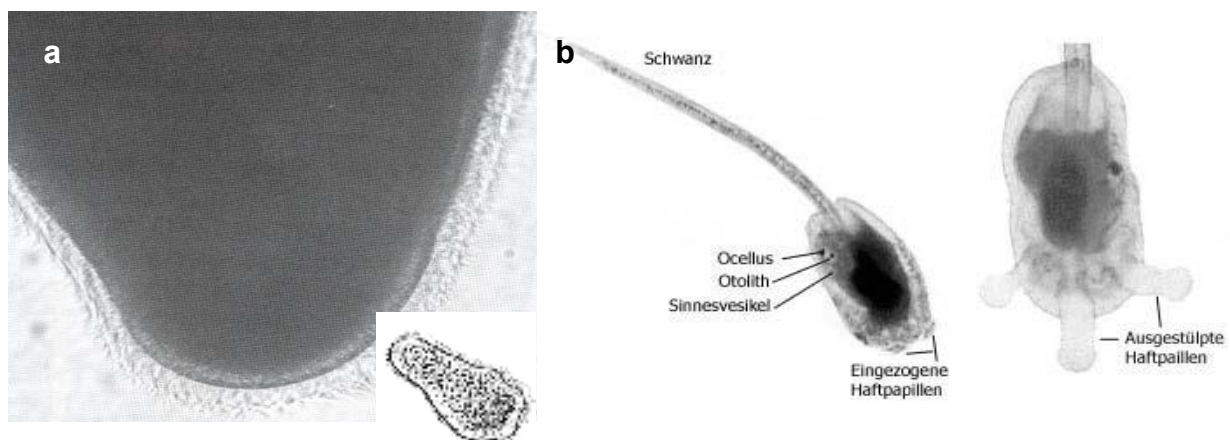 a
b
Schwanz
Ocellus
Otolith
Sinnesvesikel
Eingezogene
Haftpapillen
Ausgestülpte
Haftpaillen